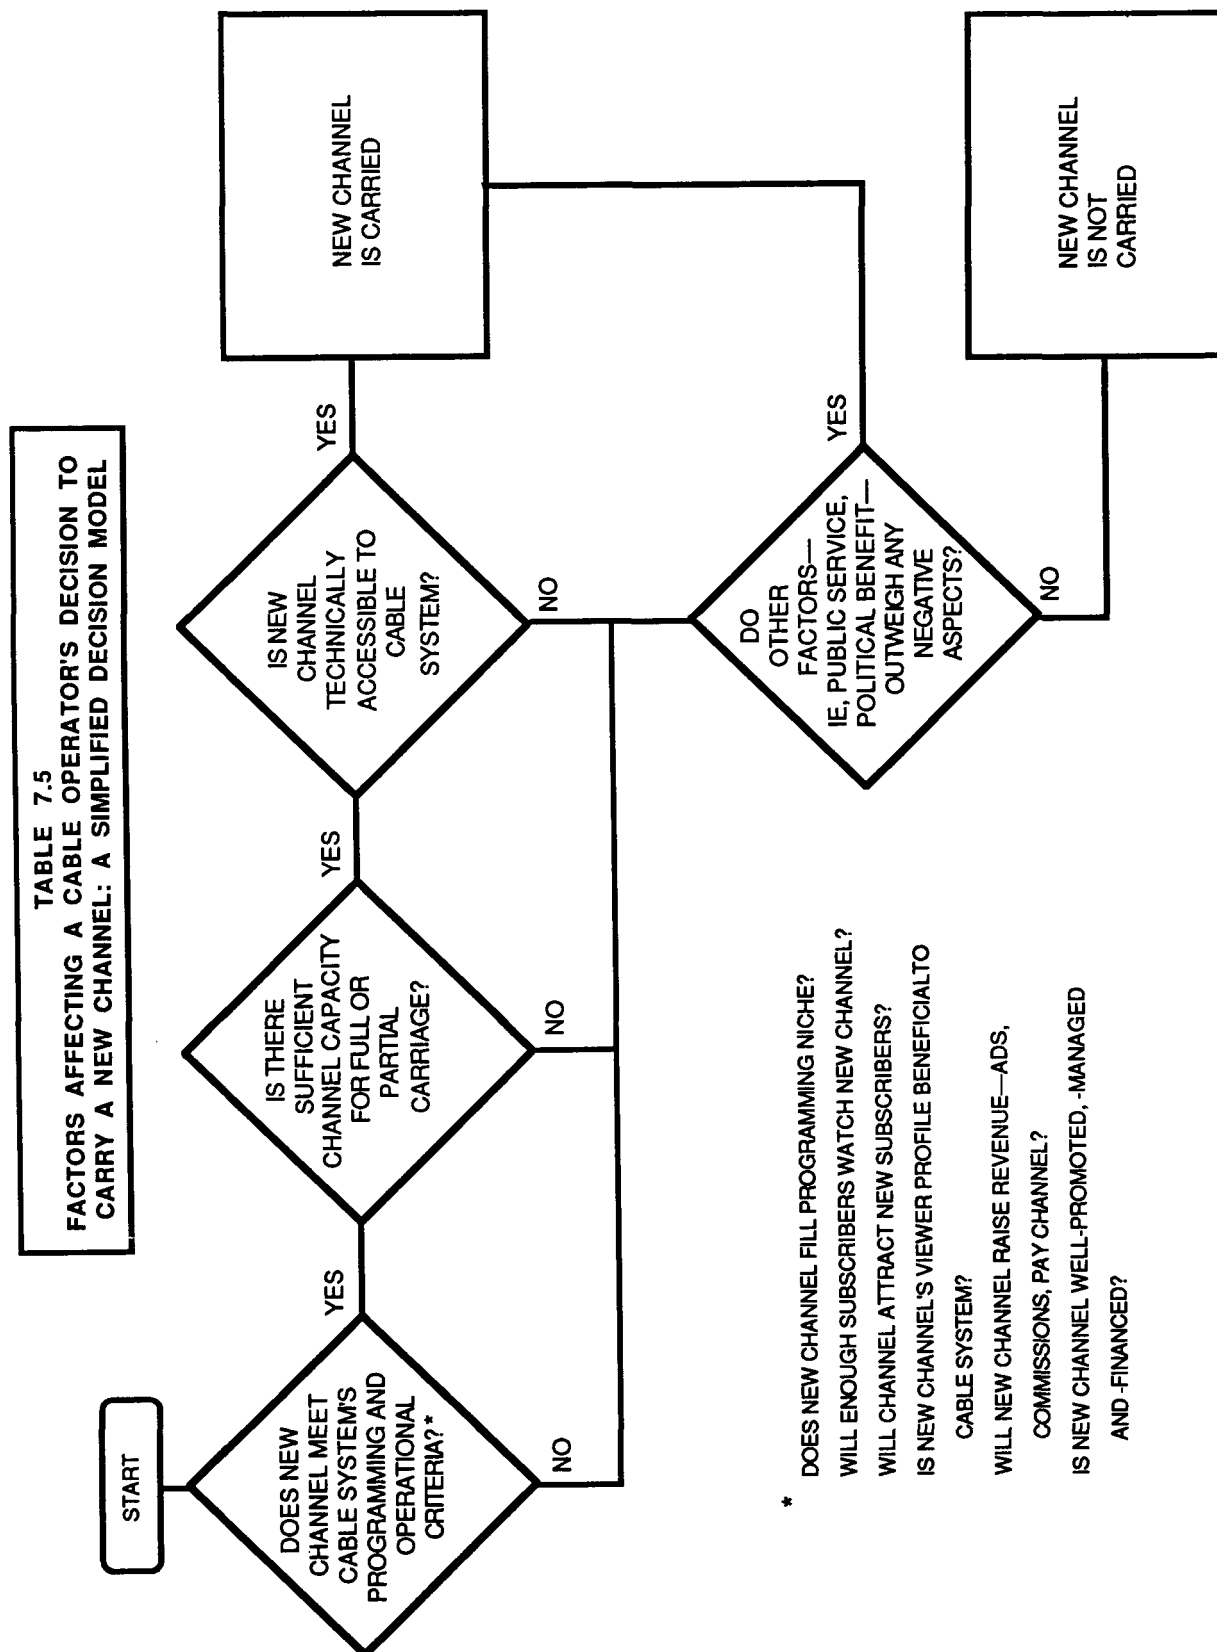 TABLE 7.5
FACTORS AFFECTING A CABLE OPERATOR'S DECISION TO
CARRY A NEW CHANNEL: A SIMPLIFIED DECISION MODEL
START
DOES NEW
CHANNEL MEET
CABLE SYSTEM'S
PROGRAMMING AND
OPERATIONAL
CRITERIA?*
YES
NO
IS THERE
SUFFICIENT
CHANNEL CAPACITY
FOR FULL OR
PARTIAL
CARRIAGE?
YES
NO
IS NEW
CHANNEL
TECHNICALLY
ACCESSIBLE TO
CABLE
SYSTEM?
YES
NO
NEW CHANNEL
IS CARRIED
DO
OTHER
FACTORS—
IE, PUBLIC SERVICE,
POLITICAL BENEFIT—
OUTWEIGH ANY
NEGATIVE
ASPECTS?
YES
NO
NEW CHANNEL
IS NOT
CARRIED
* DOES NEW CHANNEL FILL PROGRAMMING NICHE?
WILL ENOUGH SUBSCRIBERS WATCH NEW CHANNEL?
WILL CHANNEL ATTRACT NEW SUBSCRIBERS?
IS NEW CHANNEL'S VIEWER PROFILE BENEFICIALTO
CABLE SYSTEM?
WILL NEW CHANNEL RAISE REVENUE—ADS,
COMMISSIONS, PAY CHANNEL?
IS NEW CHANNEL WELL-PROMOTED, -MANAGED
AND -FINANCED?